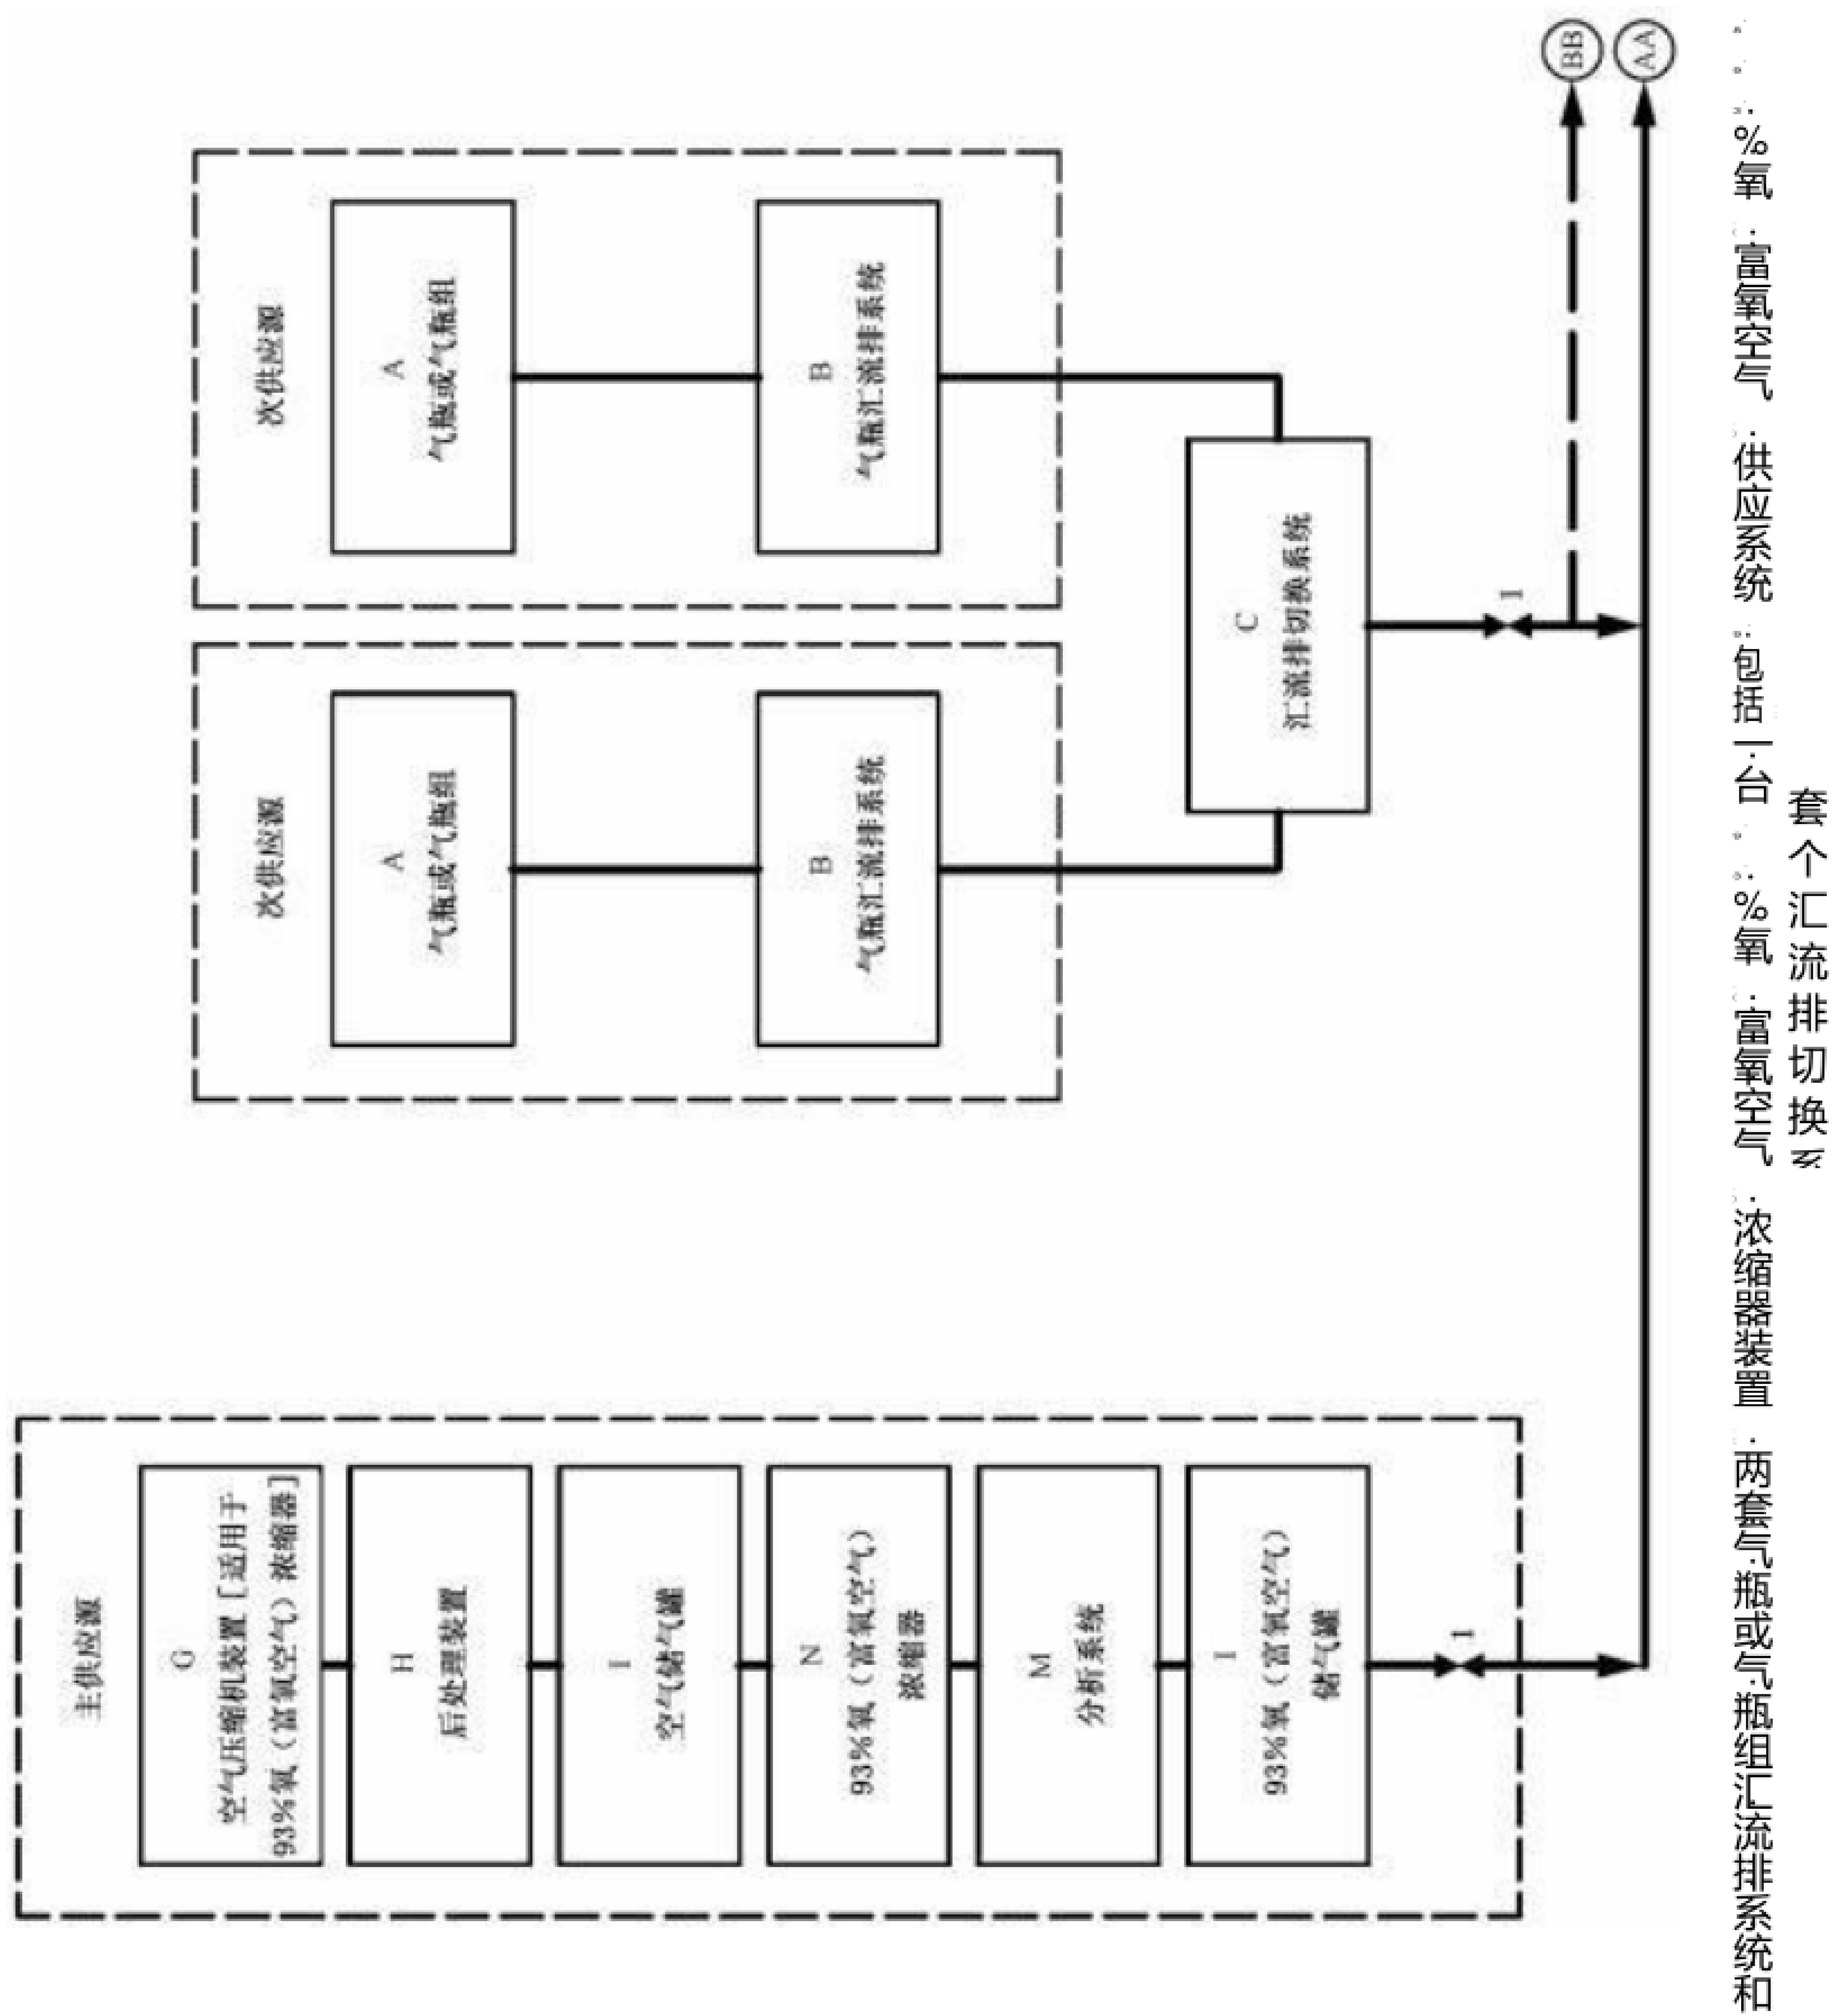 主供应源
G
空气压缩机装置[适用于
93%氧（富氧空气）浓缩器]
H
后处理装置
I
空气储气罐
N
93%氧（富氧空气）
浓缩器
M
分析系统
I
93%氧（富氧空气）
储气罐
1
次供应源
A
气瓶或气瓶组
B
气瓶汇流排系统
次供应源
A
气瓶或气瓶组
B
气瓶汇流排系统
C
汇流排切换系统
1
BB
AA
%氧 富氧空气 供应系统 包括一台 %氧 富氧空气 浓缩器装置 两套气瓶或气瓶组汇流排系统和
套个汇流排切换系